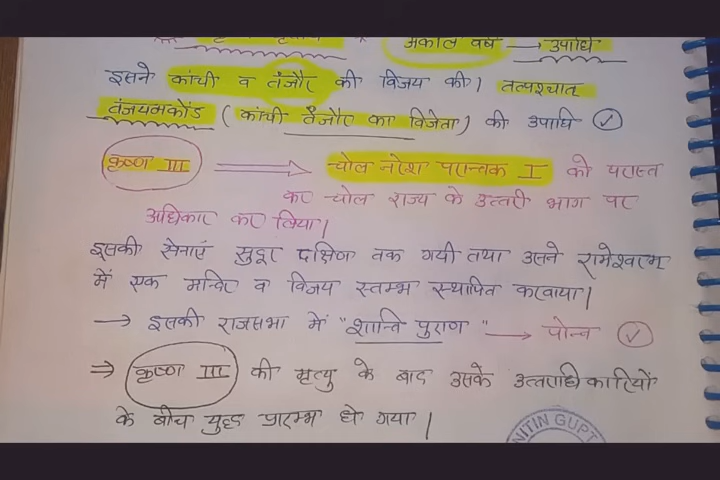 अकाल वर्ष → उपाधि
इसने कांची व तंजौर की विजय की। तत्पश्चात्
तंजयमकोंड (कांची तंजौर का विजेता) की उपाधि ✓
कृष्ण III ⟹ चोल नरेश परान्तक I को परास्त
कर चोल राज्य के उत्तरी भाग पर
अधिकार कर लिया।
इसकी सेनाएं सुदूर दक्षिण तक गयी तथा उसने रामेश्वरम
में एक मन्दिर व विजय स्तम्भ स्थापित करवाया।
→ इसकी राजसभा में "शान्ति पुराण" → पोन्न ✓
⇒ कृष्ण III की मृत्यु के बाद उसके उत्तराधिकारियों
के बीच युद्ध प्रारम्भ हो गया।
NITIN GUPT